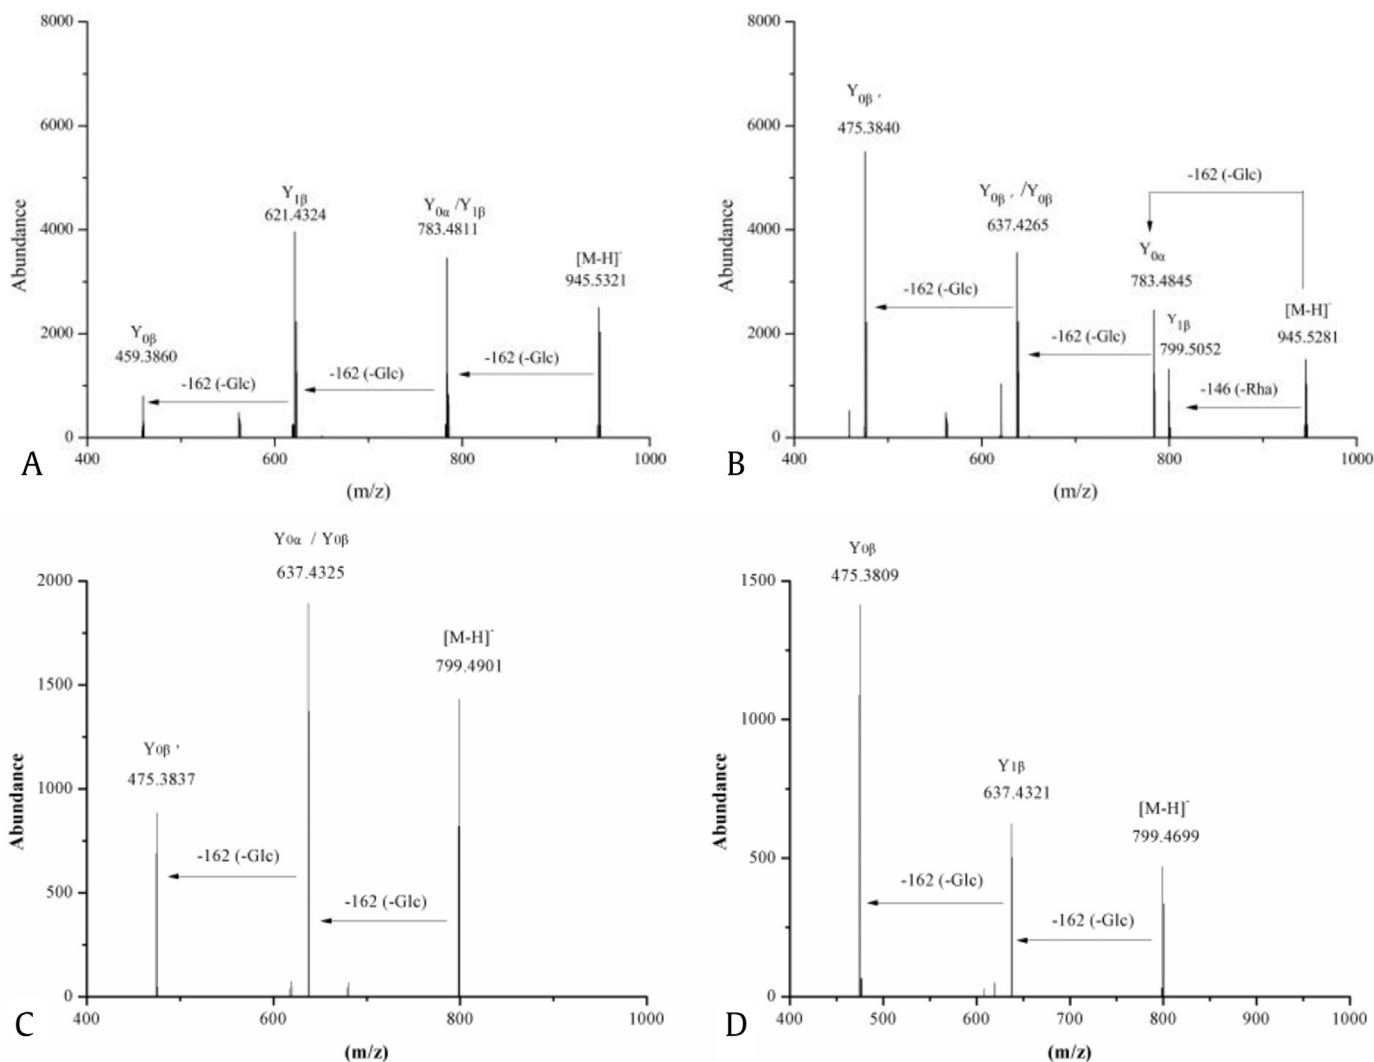 8000
6000
4000
2000
0
Abundance
Y1β
621.4324
Y0α /Y1β
783.4811
[M-H]-
945.5321
Y0β
459.3860
-162 (-Glc)
-162 (-Glc)
-162 (-Glc)
400
600
800
1000
(m/z)
A
8000
6000
4000
2000
0
Abundance
Y0β ′
475.3840
Y0β ′ /Y0β
637.4265
-162 (-Glc)
Y0α
783.4845
Y1β
799.5052
[M-H]-
945.5281
-162 (-Glc)
-162 (-Glc)
-146 (-Rha)
400
600
800
1000
(m/z)
B
2000
1500
1000
500
0
Abundance
Y0α / Y0β
637.4325
[M-H]-
799.4901
Y0β '
475.3837
-162 (-Glc)
-162 (-Glc)
400
600
800
1000
(m/z)
C
1500
1000
500
0
Abundance
Y0β
475.3809
Y1β
637.4321
[M-H]-
799.4699
-162 (-Glc)
-162 (-Glc)
400
500
600
700
800
900
1000
(m/z)
D